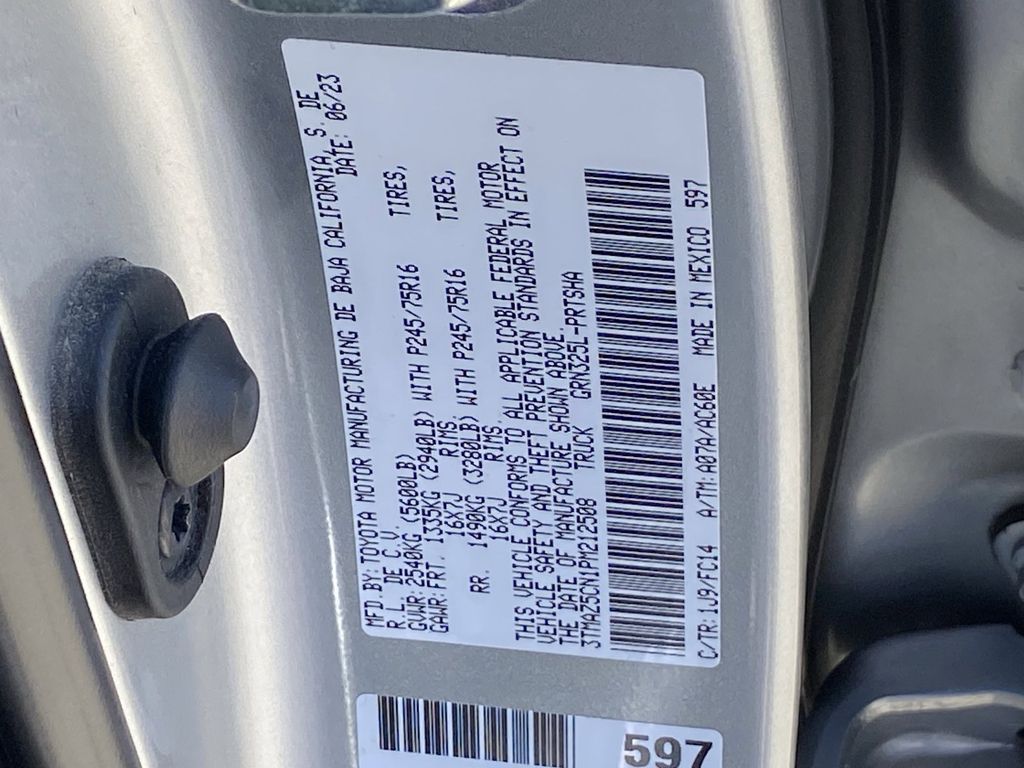 MFD BY:TOYOTA MOTOR MANUFACTURING DE BAJA CALIFORNIA, S. DE
R.L. DE C.V. DATE: 06/23
GVWR:2540KG (5600LB)
GAWR:FRT. 1335KG (2940LB) WITH P245/75R16 TIRES,
16X7J RIMS.
RR. 1490KG (3280LB) WITH P245/75R16 TIRES,
16X7J RIMS.
THIS VEHICLE CONFORMS TO ALL APPLICABLE FEDERAL MOTOR
VEHICLE SAFETY AND THEFT PREVENTION STANDARDS IN EFFECT ON
THE DATE OF MANUFACTURE SHOWN ABOVE.
3TMAZ5CN1PM212508 TRUCK GRN325L-PRTSHA
C/TR:1J9/FC14 A/TM:A07A/AC60E MADE IN MEXICO 597
597